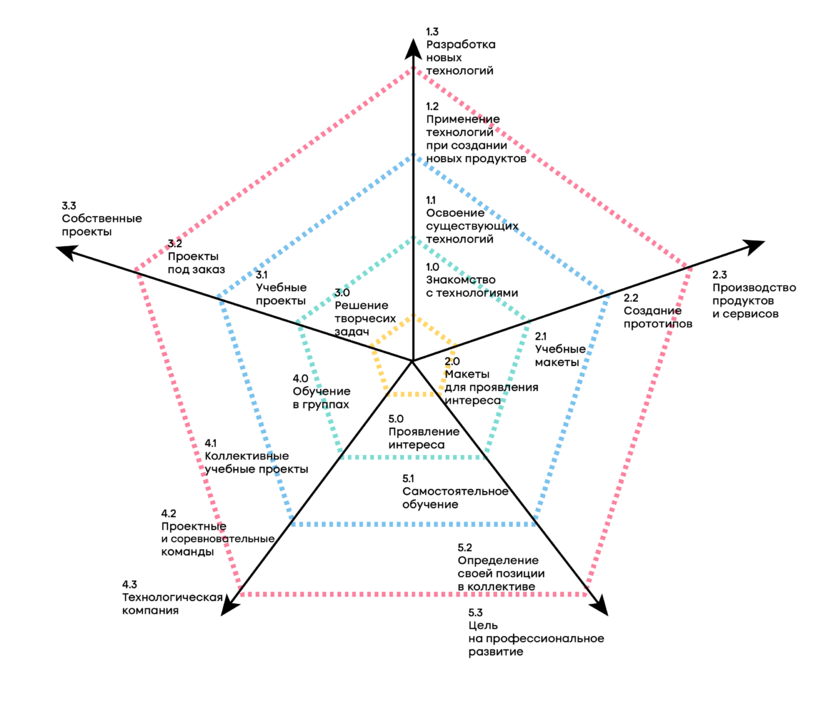 1.3
Разработка
новых
технологий
1.2
Применение
технологий
при создании
новых продуктов
1.1
Освоение
существующих
технологий
1.0
Знакомство
с технологиями
2.0
Макеты
для проявления
интереса
2.1
Учебные
макеты
2.2
Создание
прототипов
2.3
Производство
продуктов
и сервисов
3.3
Собственные
проекты
3.2
Проекты
под заказ
3.1
Учебные
проекты
3.0
Решение
творчесих
задач
4.0
Обучение
в группах
4.1
Коллективные
учебные проекты
4.2
Проектные
и соревновательные
команды
4.3
Технологическая
компания
5.0
Проявление
интереса
5.1
Самостоятельное
обучение
5.2
Определение
своей позиции
в коллективе
5.3
Цель
на профессиональное
развитие